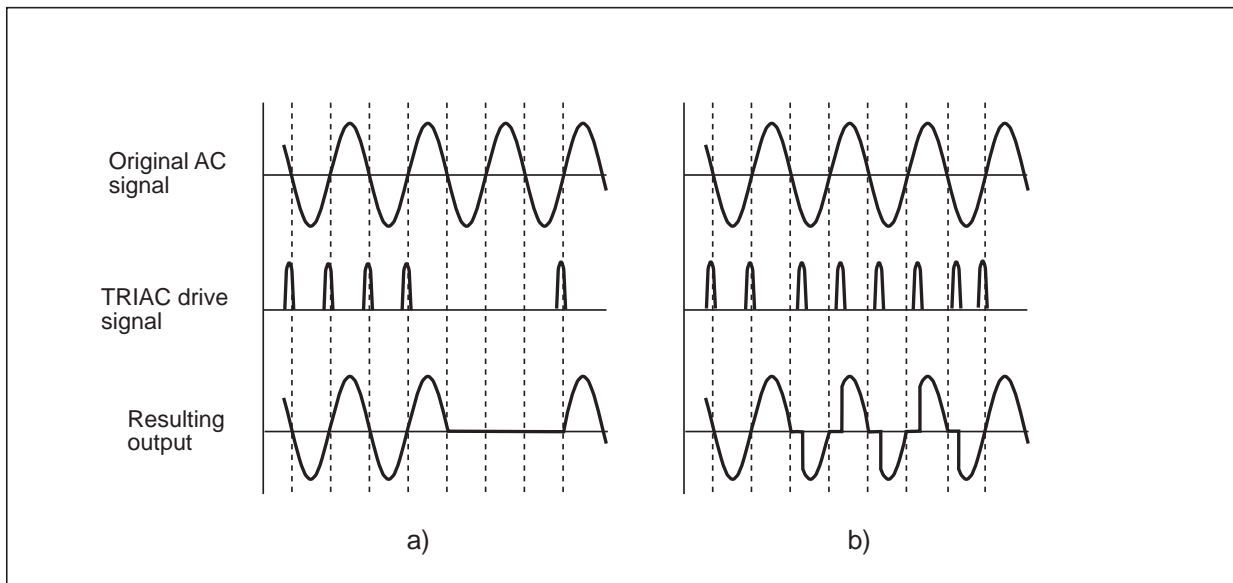 Original AC
signal
TRIAC drive
signal
Resulting
output
a)
b)